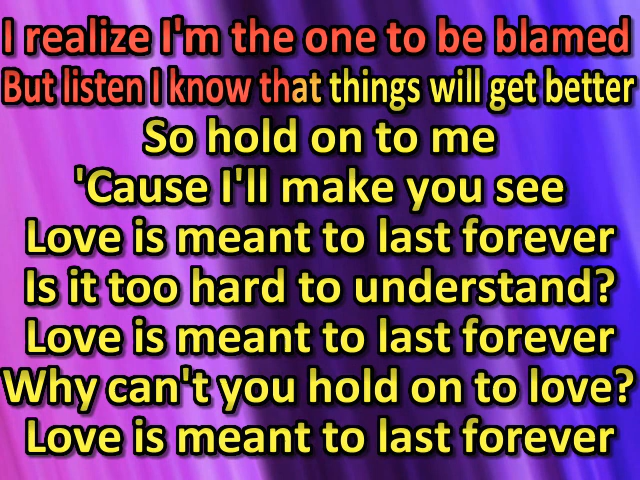 I realize I'm the one to be blamed
But listen I know that things will get better
So hold on to me
'Cause I'll make you see
Love is meant to last forever
Is it too hard to understand?
Love is meant to last forever
Why can't you hold on to love?
Love is meant to last forever